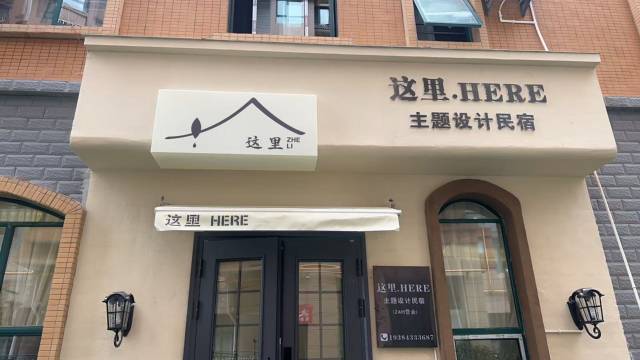 这里.HERE
主题设计民宿
这里 ZHE LI
这里 HERE
这里.HERE
主题设计民宿
(24H营业)
19384333687